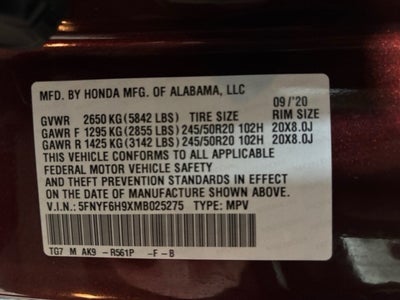 MFD. BY HONDA MFG. OF ALABAMA, LLC 09/'20
GVWR 2650 KG(5842 LBS) TIRE SIZE RIM SIZE
GAWR F 1295 KG(2855 LBS)245/50R20 102H 20X8.0J
GAWR R 1425 KG(3142 LBS)245/50R20 102H 20X8.0J
THIS VEHICLE CONFORMS TO ALL APPLICABLE
FEDERAL MOTOR VEHICLE SAFETY
AND THEFT PREVENTION STANDARDS IN EFFECT
ON THE DATE OF MANUFACTURE SHOWN ABOVE.
V.I.N.: 5FNYF6H9XMB025275 TYPE: MPV
TG7 M AK9 -R561P -F -B